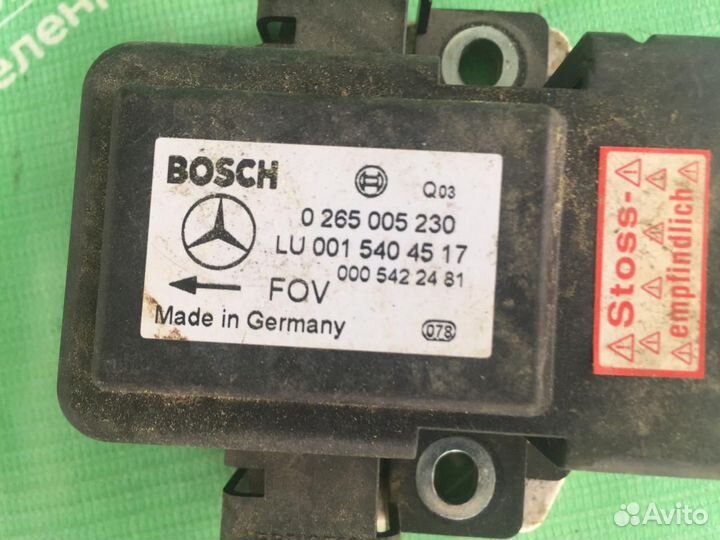 BOSCH
Q03
0 265 005 230
LU 001 540 45 17
000 542 24 81
FOV
Made in Germany
078
Stoss-
empfindlich
Avito